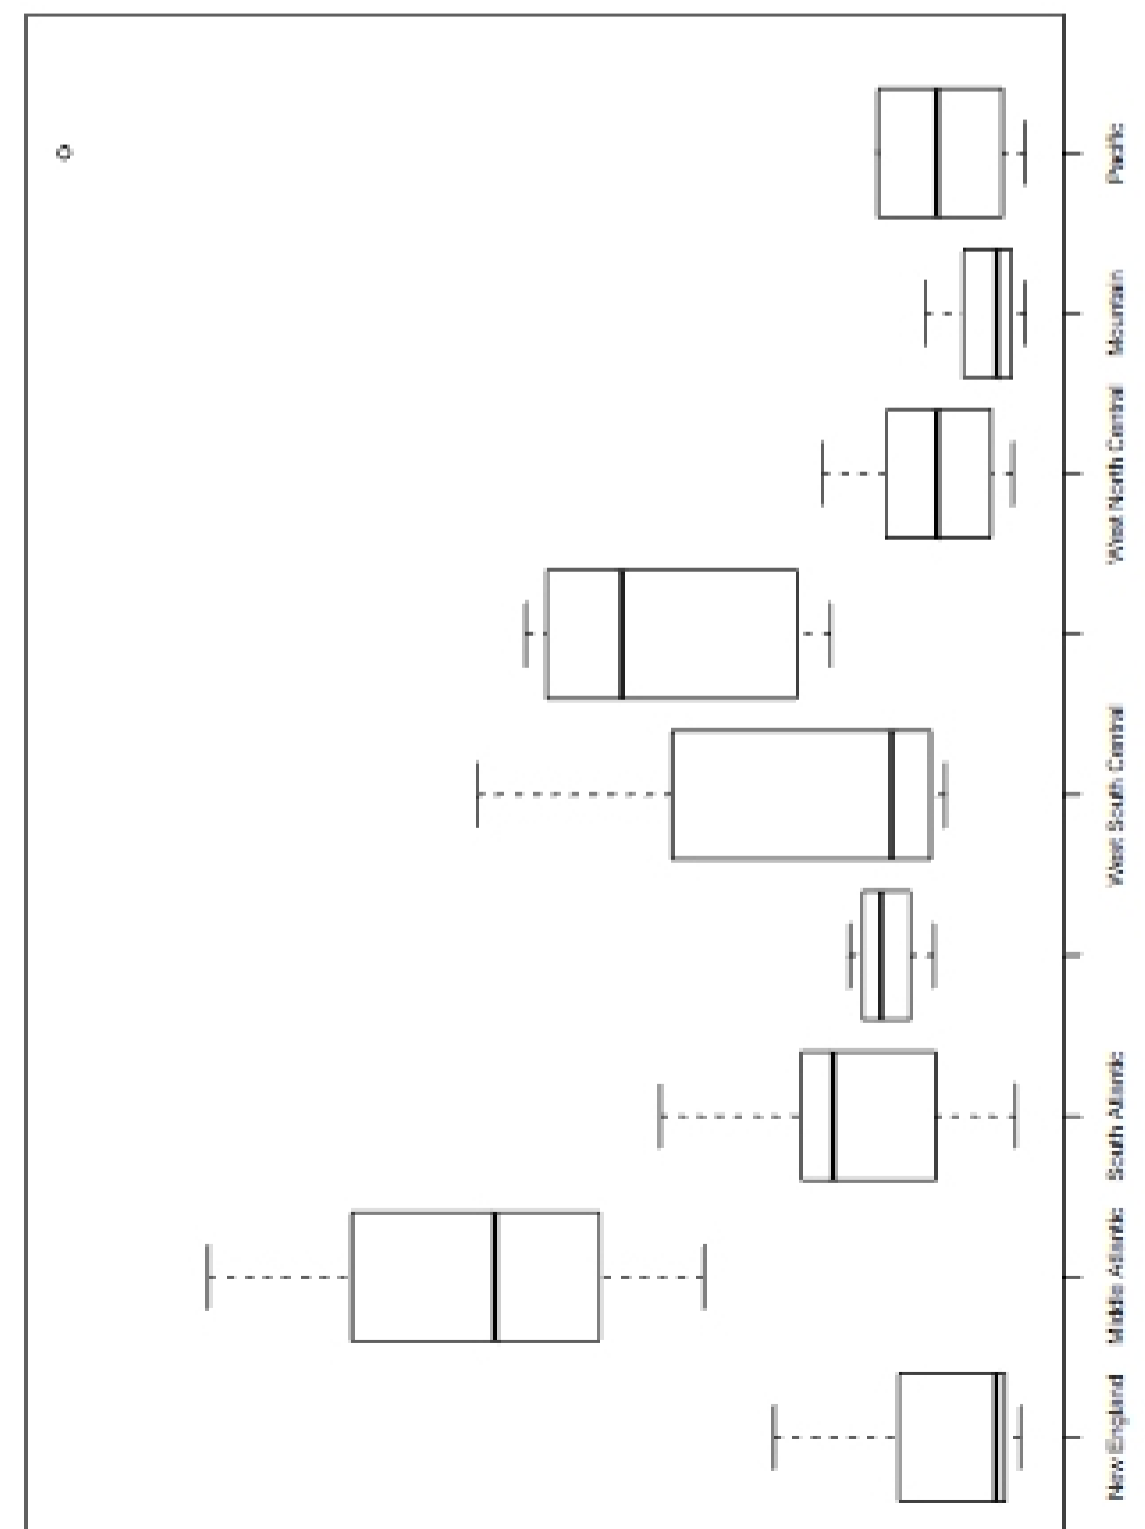 New England
Middle Atlantic
South Atlantic
West South Central
West North Central
Mountain
Pacific